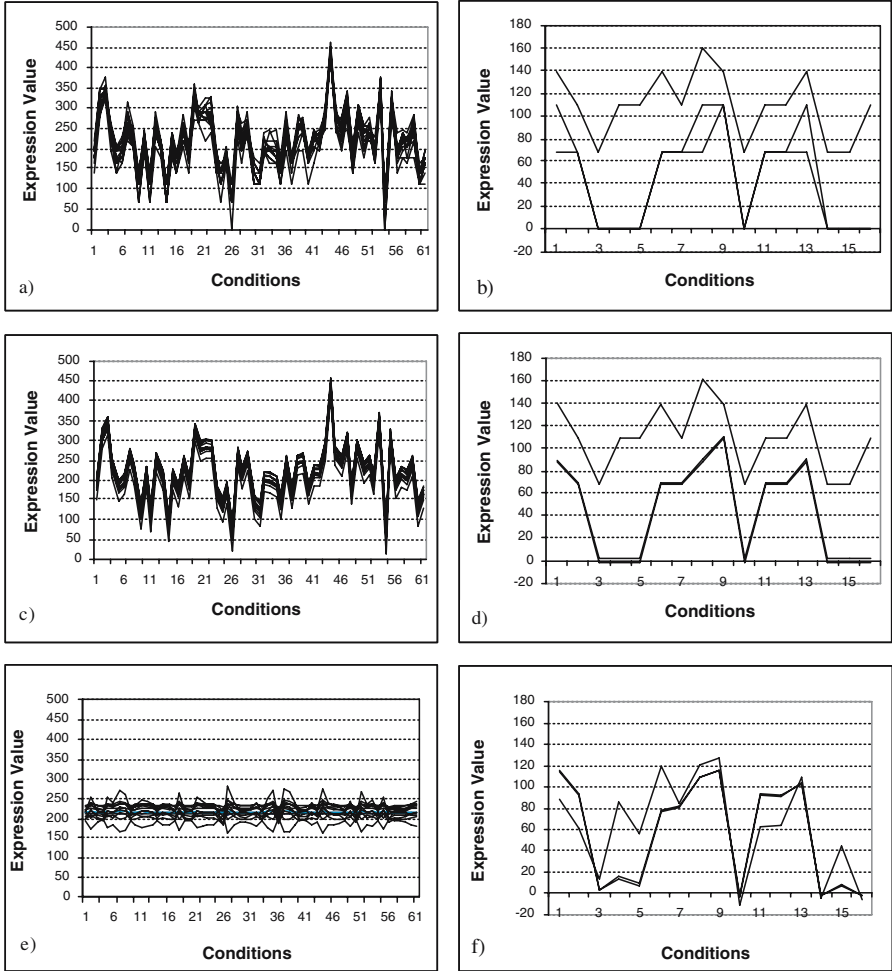 500
450
400
350
300
250
200
150
100
50
0
Expression Value
1 6 11 16 21 26 31 36 41 46 51 56 61
Conditions
a)
180
160
140
120
100
80
60
40
20
0
-20
Expression Value
1 3 5 7 9 11 13 15
Conditions
b)
500
450
400
350
300
250
200
150
100
50
0
Expression Value
1 6 11 16 21 26 31 36 41 46 51 56 61
Conditions
c)
180
160
140
120
100
80
60
40
20
0
-20
Expression Value
1 3 5 7 9 11 13 15
Conditions
d)
500
450
400
350
300
250
200
150
100
50
0
Expression Value
1 6 11 16 21 26 31 36 41 46 51 56 61
Conditions
e)
180
160
140
120
100
80
60
40
20
0
-20
Expression Value
1 3 5 7 9 11 13 15
Conditions
f)